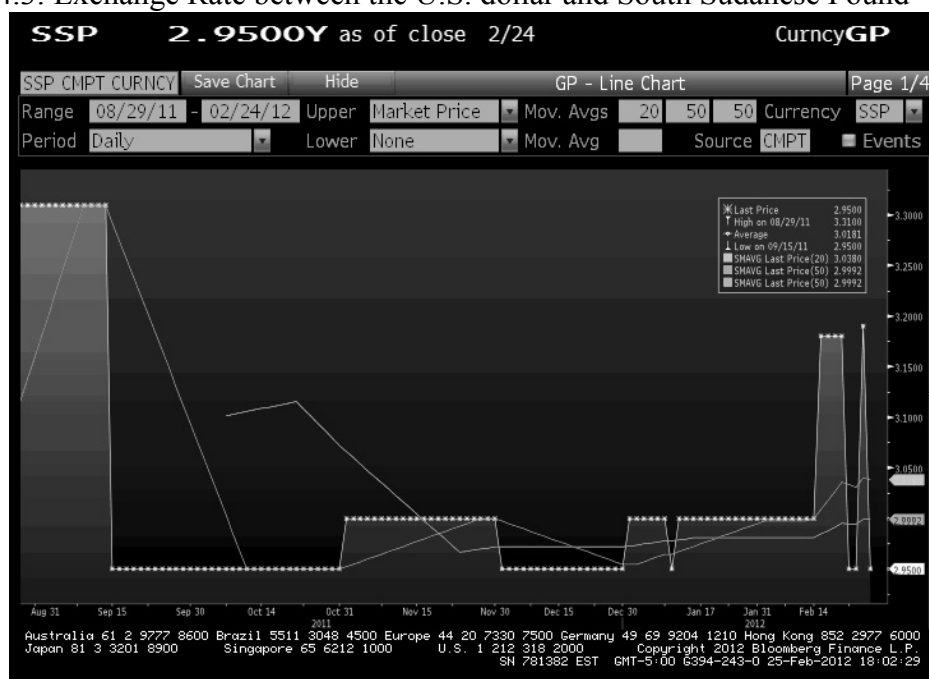 4.3. Exchange Rate between the U.S. dollar and South Sudanese Pound
SSP 2.9500Y as of close 2/24 CurncyGP
SSP CMPT CURNCY Save Chart Hide GP - Line Chart Page 1/4
Range 08/29/11 - 02/24/12 Upper Market Price Mov. Avgs 20 50 50 Currency SSP
Period Daily Lower None Mov. Avg Source CMPT Events
Last Price 2.9500
High on 08/29/11 3.3100
Average 3.0181
Low on 09/15/11 2.9500
SMAVG Last Price(20) 3.0380
SMAVG Last Price(50) 2.9992
SMAVG Last Price(50) 2.9992
3.3000
3.2500
3.2000
3.1500
3.1000
3.0500
2.9992
2.9500
Aug 31 Sep 15 Sep 30 Oct 14 Oct 31 Nov 15 Nov 30 Dec 15 Dec 30 Jan 17 Jan 31 Feb 14
2011 2012
Australia 61 2 9777 8600 Brazil 5511 3048 4500 Europe 44 20 7330 7500 Germany 49 69 9204 1210 Hong Kong 852 2977 6000
Japan 81 3 3201 8900 Singapore 65 6212 1000 U.S. 1 212 318 2000 Copyright 2012 Bloomberg Finance L.P.
SN 781382 EST GMT-5:00 G394-243-0 25-Feb-2012 18:02:29